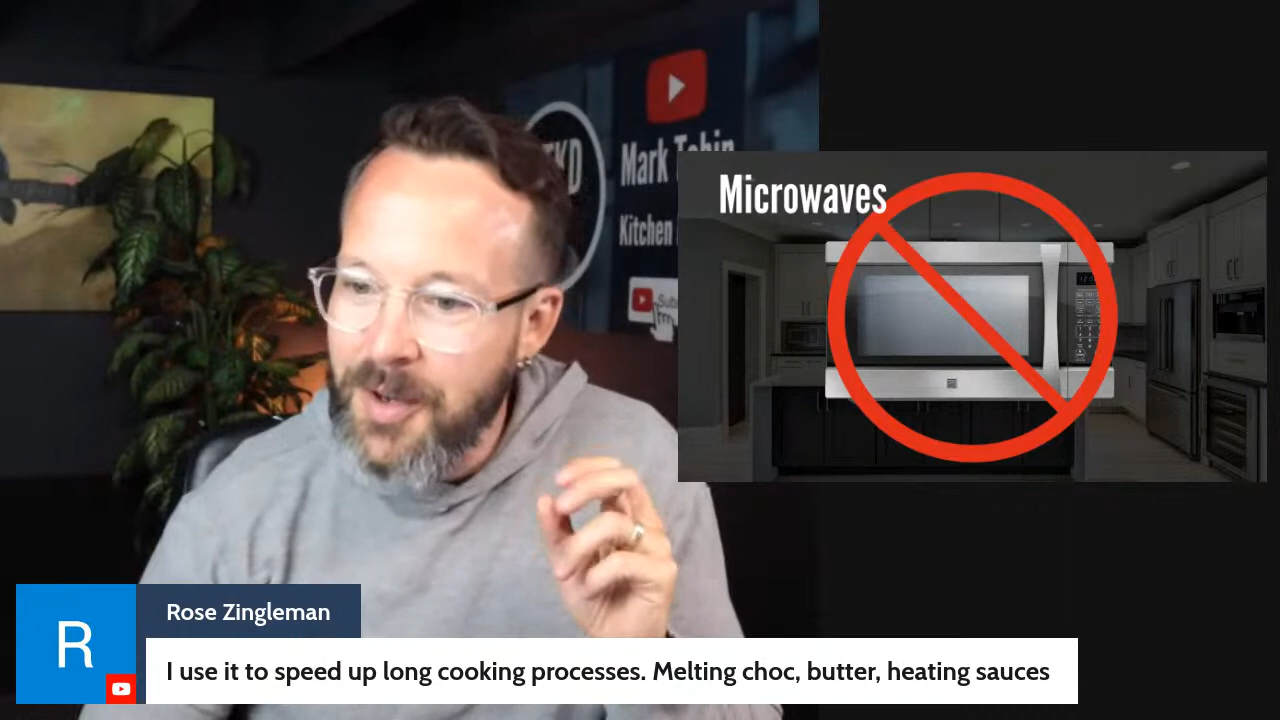 TKD
Mark Tobin
Kitchen
Microwaves
R
Rose Zingleman
I use it to speed up long cooking processes. Melting choc, butter, heating sauces